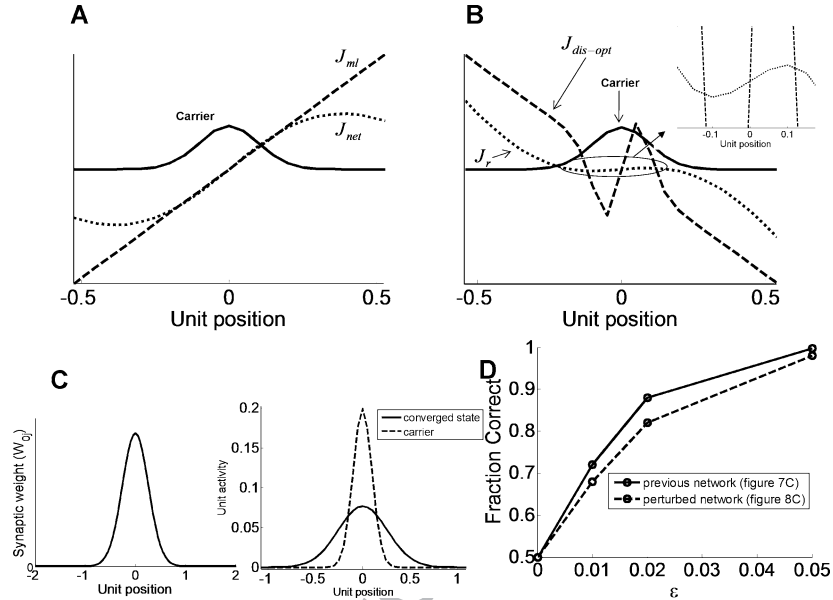 A
J_ml
Carrier
J_net
-0.5 0 0.5
Unit position
B
J_dis-opt
Carrier
J_r
-0.1 0 0.1
Unit position
-0.5 0 0.5
Unit position
C
Synaptic weight (W_0j)
0
-2 -1 0 1 2
Unit position
Unit activity
0.2
0.15
0.1
0.05
0
converged state
carrier
-1 -0.5 0 0.5 1
Unit position
D
Fraction Correct
1
0.9
0.8
0.7
0.6
0.5
previous network (figure 7C)
perturbed network (figure 8C)
0 0.01 0.02 0.03 0.04 0.05
ε